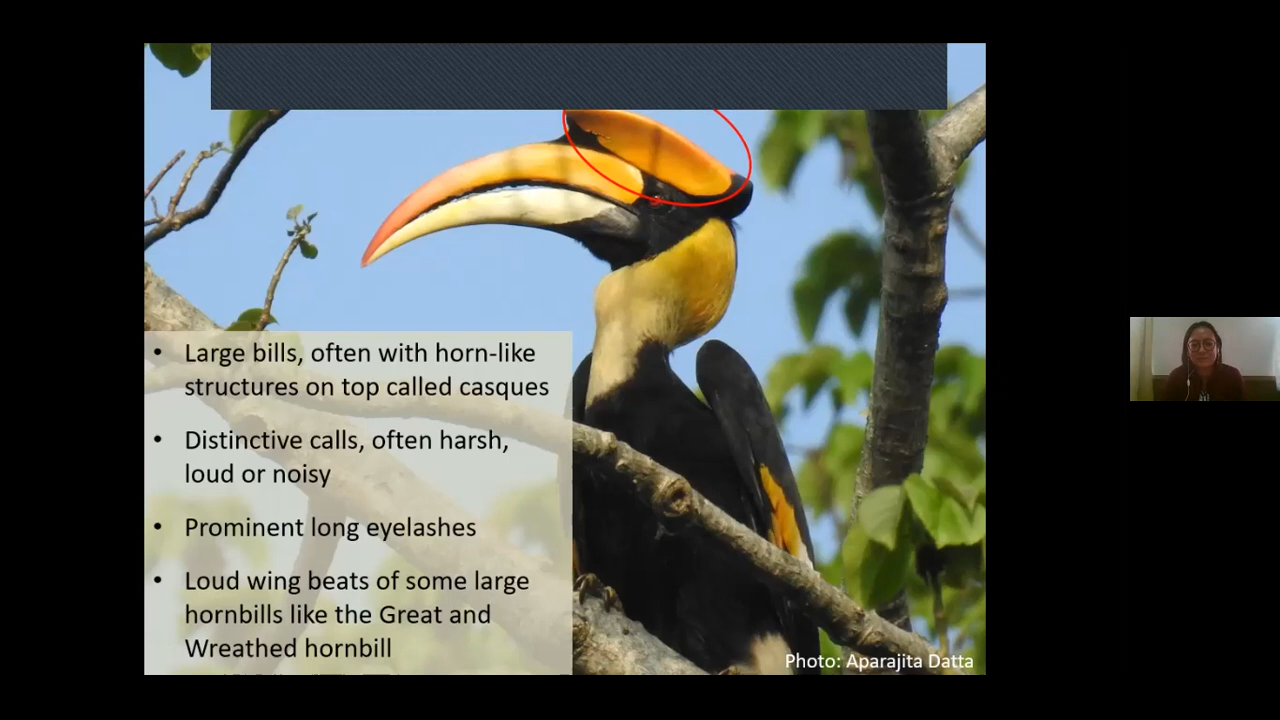 • Large bills, often with horn-like
structures on top called casques
• Distinctive calls, often harsh,
loud or noisy
• Prominent long eyelashes
• Loud wing beats of some large
hornbills like the Great and
Wreathed hornbill
Photo: Aparajita Datta